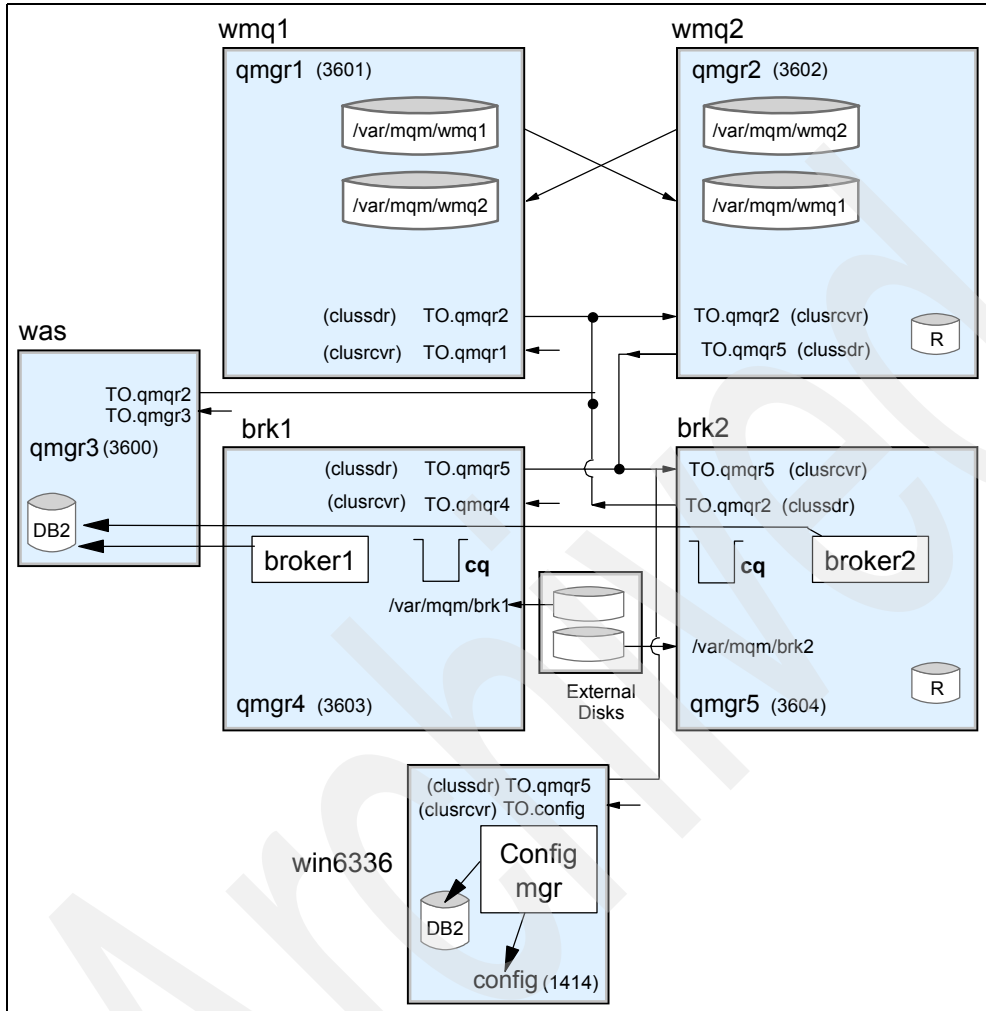 wmq1
qmgr1 (3601)
/var/mqm/wmq1
/var/mqm/wmq2
(clussdr) TO.qmqr2
(clusrcvr) TO.qmqr1
wmq2
qmgr2 (3602)
/var/mqm/wmq2
/var/mqm/wmq1
TO.qmqr2 (clusrcvr)
TO.qmqr5 (clussdr)
R
was
TO.qmqr2
TO.qmgr3
qmgr3 (3600)
DB2
brk1
(clussdr) TO.qmqr5
(clusrcvr) TO.qmqr4
broker1
cq
/var/mqm/brk1
qmgr4 (3603)
External
Disks
brk2
TO.qmqr5 (clusrcvr)
TO.qmqr2 (clussdr)
cq
broker2
/var/mqm/brk2
R
qmgr5 (3604)
win6336
(clussdr) TO.qmqr5
(clusrcvr) TO.config
Config
mgr
DB2
config (1414)
Archived